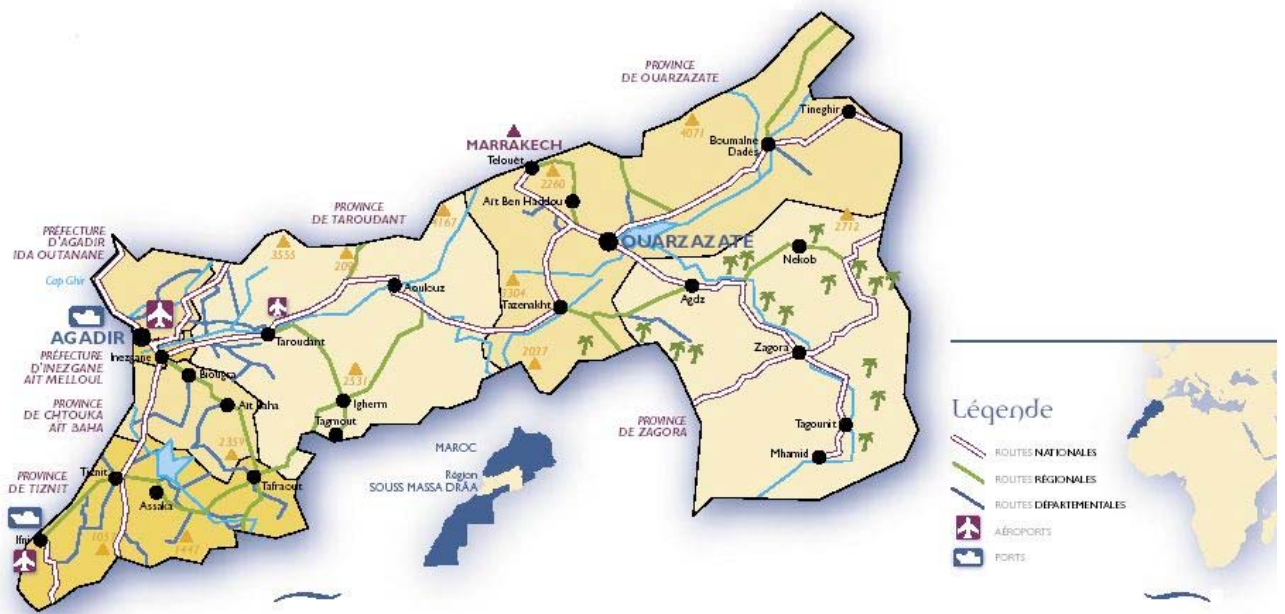 PROVINCE
DE OUARZAZATE
Tineghir
4071
Boumalne
Dadès
MARRAKECH
Telouèt
2260
Aït Ben Haddou
PROVINCE
DE TAROUDANT
PRÉFECTURE
D'AGADIR
IDA OUTANANE
3555
OUARZAZATE
2712
Nekob
Cap Ghir
Aoulouz
Tazenakht
Agdz
AGADIR
Taroudant
Inezgane
Zagora
PRÉFECTURE
D'INEZGANE
AIT MELLOUL
Biougra
2531
2037
PROVINCE
DE CHTOUKA
AÏT BAHA
Aït Baha
Igherm
Tagmout
PROVINCE
DE ZAGORA
Tagounit
Mhamid
2359
PROVINCE
DE TIZNIT
Tiznit
Tafraout
Assaka
Ifni
1447
MAROC
Région
SOUSS MASSA DRÂA
Légende
ROUTES NATIONALES
ROUTES RÉGIONALES
ROUTES DÉPARTEMENTALES
AÉROPORTS
PORTS